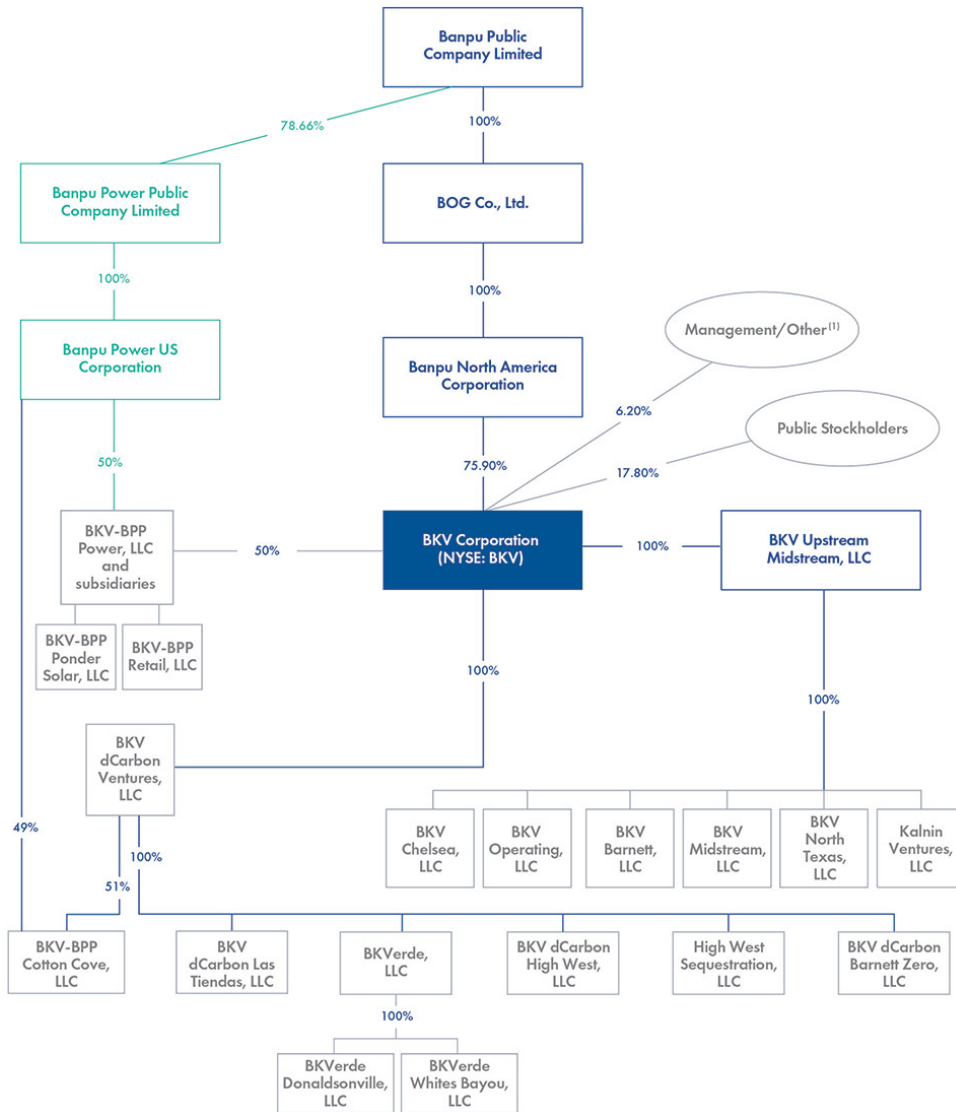 Banpu Public
Company Limited
78.66%
100%
Banpu Power Public
Company Limited
BOG Co., Ltd.
100%
100%
Management/Other(1)
Banpu Power US
Corporation
Banpu North America
Corporation
6.20%
Public Stockholders
50%
75.90%
17.80%
BKV-BPP
Power, LLC
and
subsidiaries
50%
BKV Corporation
(NYSE: BKV)
100%
BKV Upstream
Midstream, LLC
BKV-BPP
Ponder
Solar, LLC
BKV-BPP
Retail, LLC
100%
100%
BKV
dCarbon
Ventures,
LLC
49%
100%
51%
BKV
Chelsea,
LLC
BKV
Operating,
LLC
BKV
Barnett,
LLC
BKV
Midstream,
LLC
BKV
North
Texas,
LLC
Kalnin
Ventures,
LLC
BKV-BPP
Cotton Cove,
LLC
BKV
dCarbon Las
Tiendas, LLC
BKVerde,
LLC
BKV dCarbon
High West,
LLC
High West
Sequestration,
LLC
BKV dCarbon
Barnett Zero,
LLC
100%
BKVerde
Donaldsonville,
LLC
BKVerde
Whites Bayou,
LLC